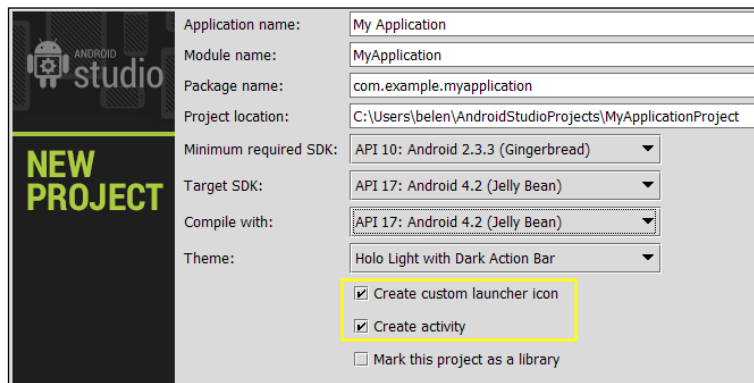 ANDROID
studio
NEW
PROJECT
Application name: My Application
Module name: MyApplication
Package name: com.example.myapplication
Project location: C:\Users\belen\AndroidStudioProjects\MyApplicationProject
Minimum required SDK: API 10: Android 2.3.3 (Gingerbread)
Target SDK: API 17: Android 4.2 (Jelly Bean)
Compile with: API 17: Android 4.2 (Jelly Bean)
Theme: Holo Light with Dark Action Bar
Create custom launcher icon
Create activity
Mark this project as a library